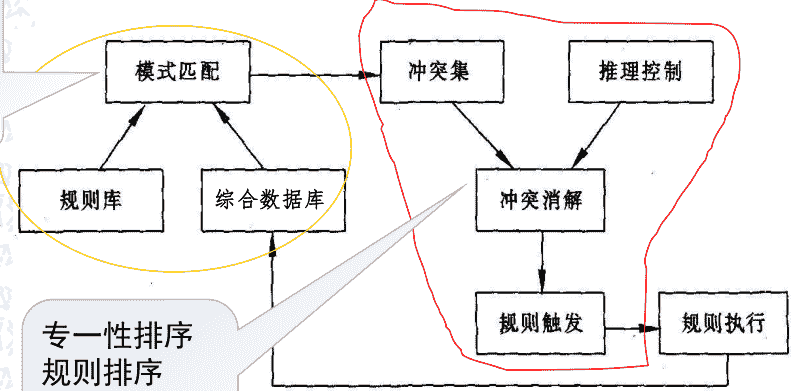 模式匹配
冲突集
推理控制
规则库
综合数据库
冲突消解
规则触发
规则执行
专一性排序
规则排序